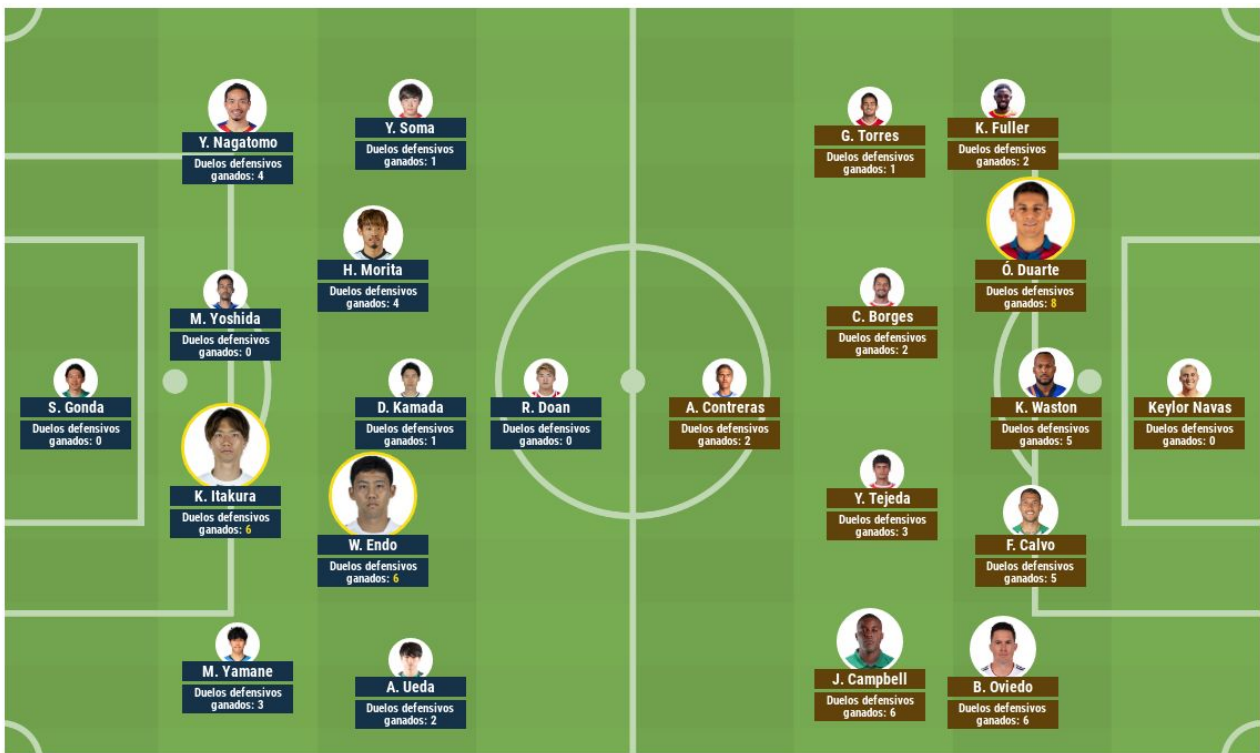 Y. Nagatomo
Duelos defensivos
ganados: 4
Y. Soma
Duelos defensivos
ganados: 1
H. Morita
Duelos defensivos
ganados: 4
M. Yoshida
Duelos defensivos
ganados: 0
S. Gonda
Duelos defensivos
ganados: 0
D. Kamada
Duelos defensivos
ganados: 1
R. Doan
Duelos defensivos
ganados: 0
K. Itakura
Duelos defensivos
ganados: 6
W. Endo
Duelos defensivos
ganados: 6
M. Yamane
Duelos defensivos
ganados: 3
A. Ueda
Duelos defensivos
ganados: 2
G. Torres
Duelos defensivos
ganados: 1
K. Fuller
Duelos defensivos
ganados: 2
Ó. Duarte
Duelos defensivos
ganados: 8
C. Borges
Duelos defensivos
ganados: 2
A. Contreras
Duelos defensivos
ganados: 2
K. Waston
Duelos defensivos
ganados: 5
Keylor Navas
Duelos defensivos
ganados: 0
Y. Tejeda
Duelos defensivos
ganados: 3
F. Calvo
Duelos defensivos
ganados: 5
J. Campbell
Duelos defensivos
ganados: 6
B. Oviedo
Duelos defensivos
ganados: 6